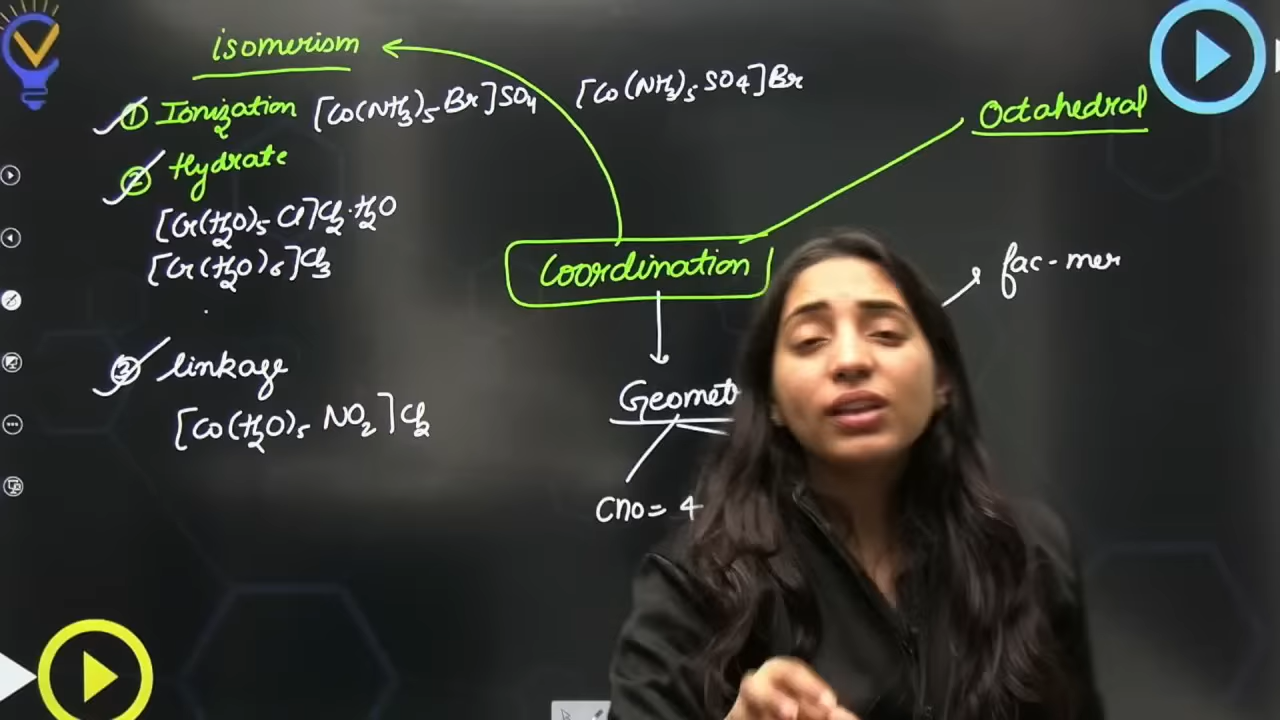 isomerism
① Ionization [Co(NH3)5 Br]SO4 [Co(NH3)5 SO4]Br
② Hydrate
[Cr(H2O)5 Cl]Cl2·H2O
[Cr(H2O)6]Cl3
③ linkage
[Co(H2O)5 NO2]Cl2
Coordination
Geomet
CnO = 4
Octahedral
fac-mer